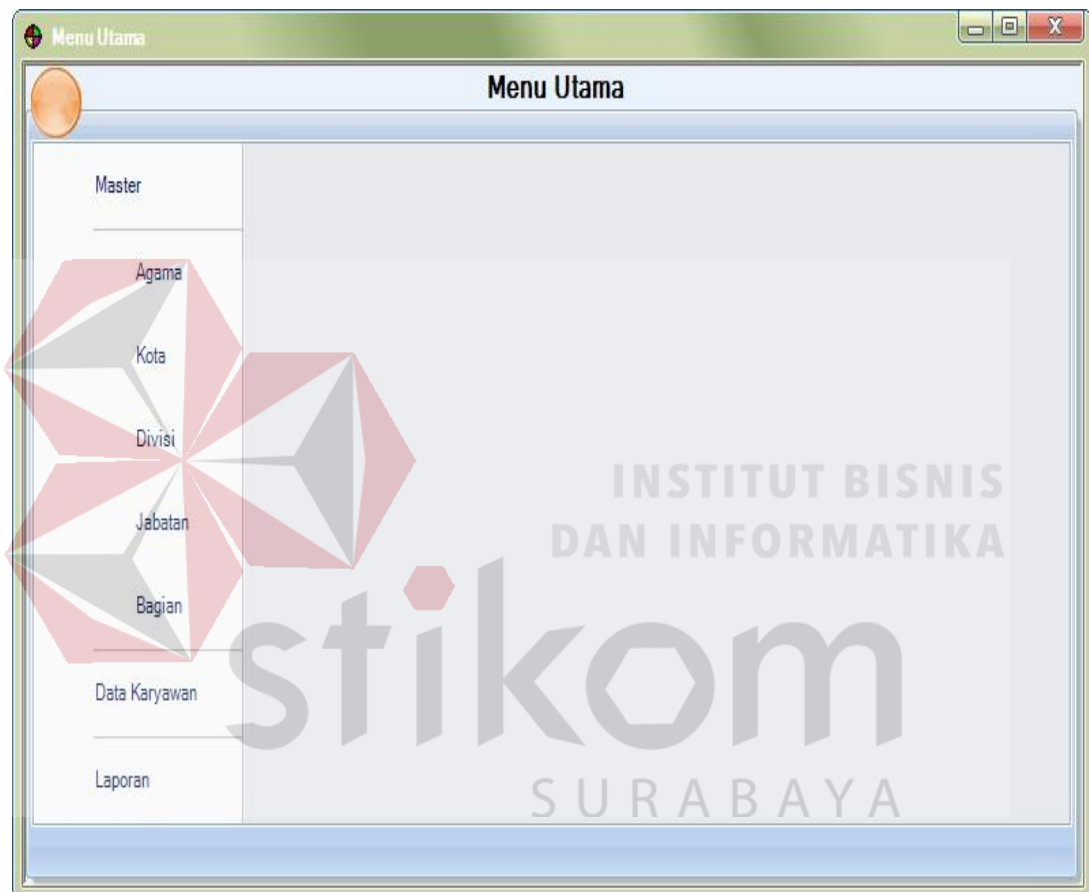 Menu Utama
Menu Utama
Master
Agama
Kota
Divisi
Jabatan
Bagian
Data Karyawan
Laporan
INSTITUT BISNIS
DAN INFORMATIKA
stikom
SURABAYA